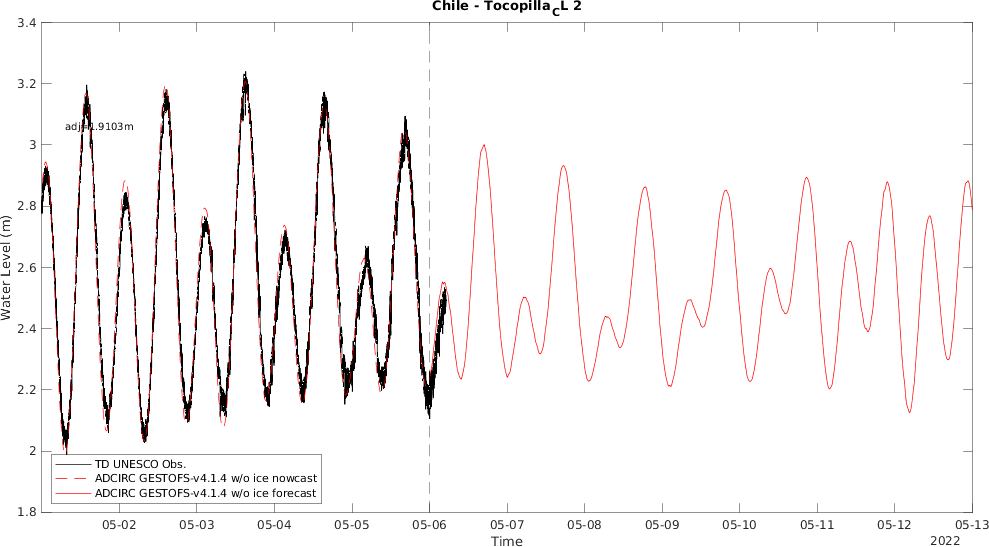 Chile - Tocopilla_CL 2
3.4
3.2
3
2.8
2.6
2.4
2.2
2
1.8
Water Level (m)
adj=1.9103m
TD UNESCO Obs.
ADCIRC GESTOFS-v4.1.4 w/o ice nowcast
ADCIRC GESTOFS-v4.1.4 w/o ice forecast
05-02 05-03 05-04 05-05 05-06 05-07 05-08 05-09 05-10 05-11 05-12 05-13
Time
2022